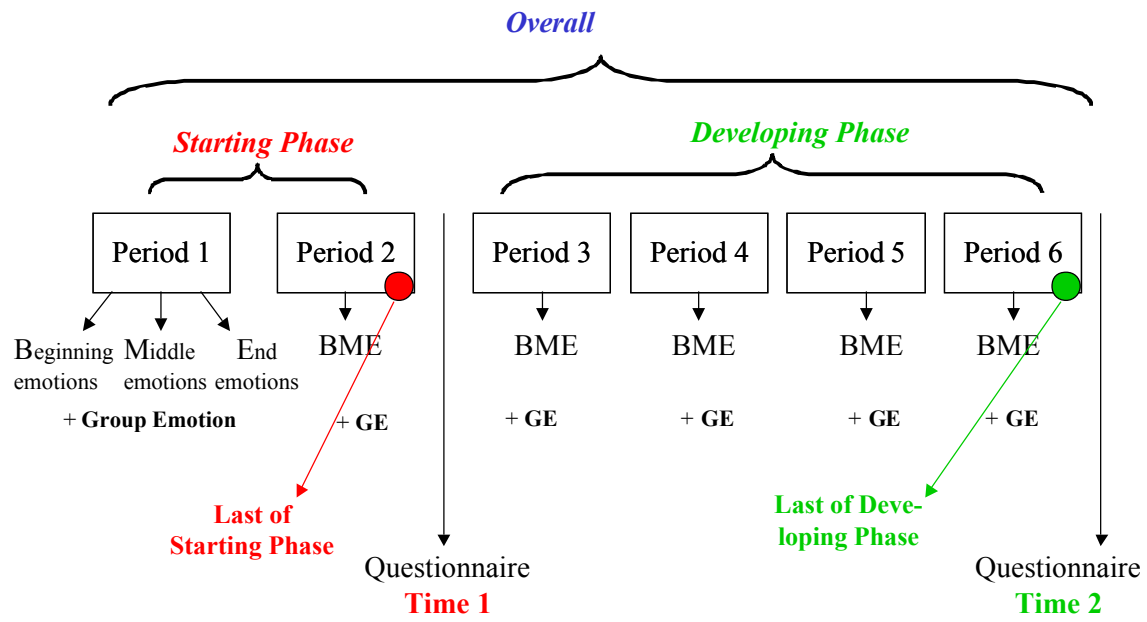 Overall
Starting Phase
Developing Phase
Period 1
Period 2
Period 3
Period 4
Period 5
Period 6
Beginning
emotions
Middle
emotions
End
emotions
BME
BME
BME
BME
BME
+ Group Emotion
+ GE
+ GE
+ GE
+ GE
+ GE
Last of
Starting Phase
Last of Deve-
loping Phase
Questionnaire
Time 1
Questionnaire
Time 2